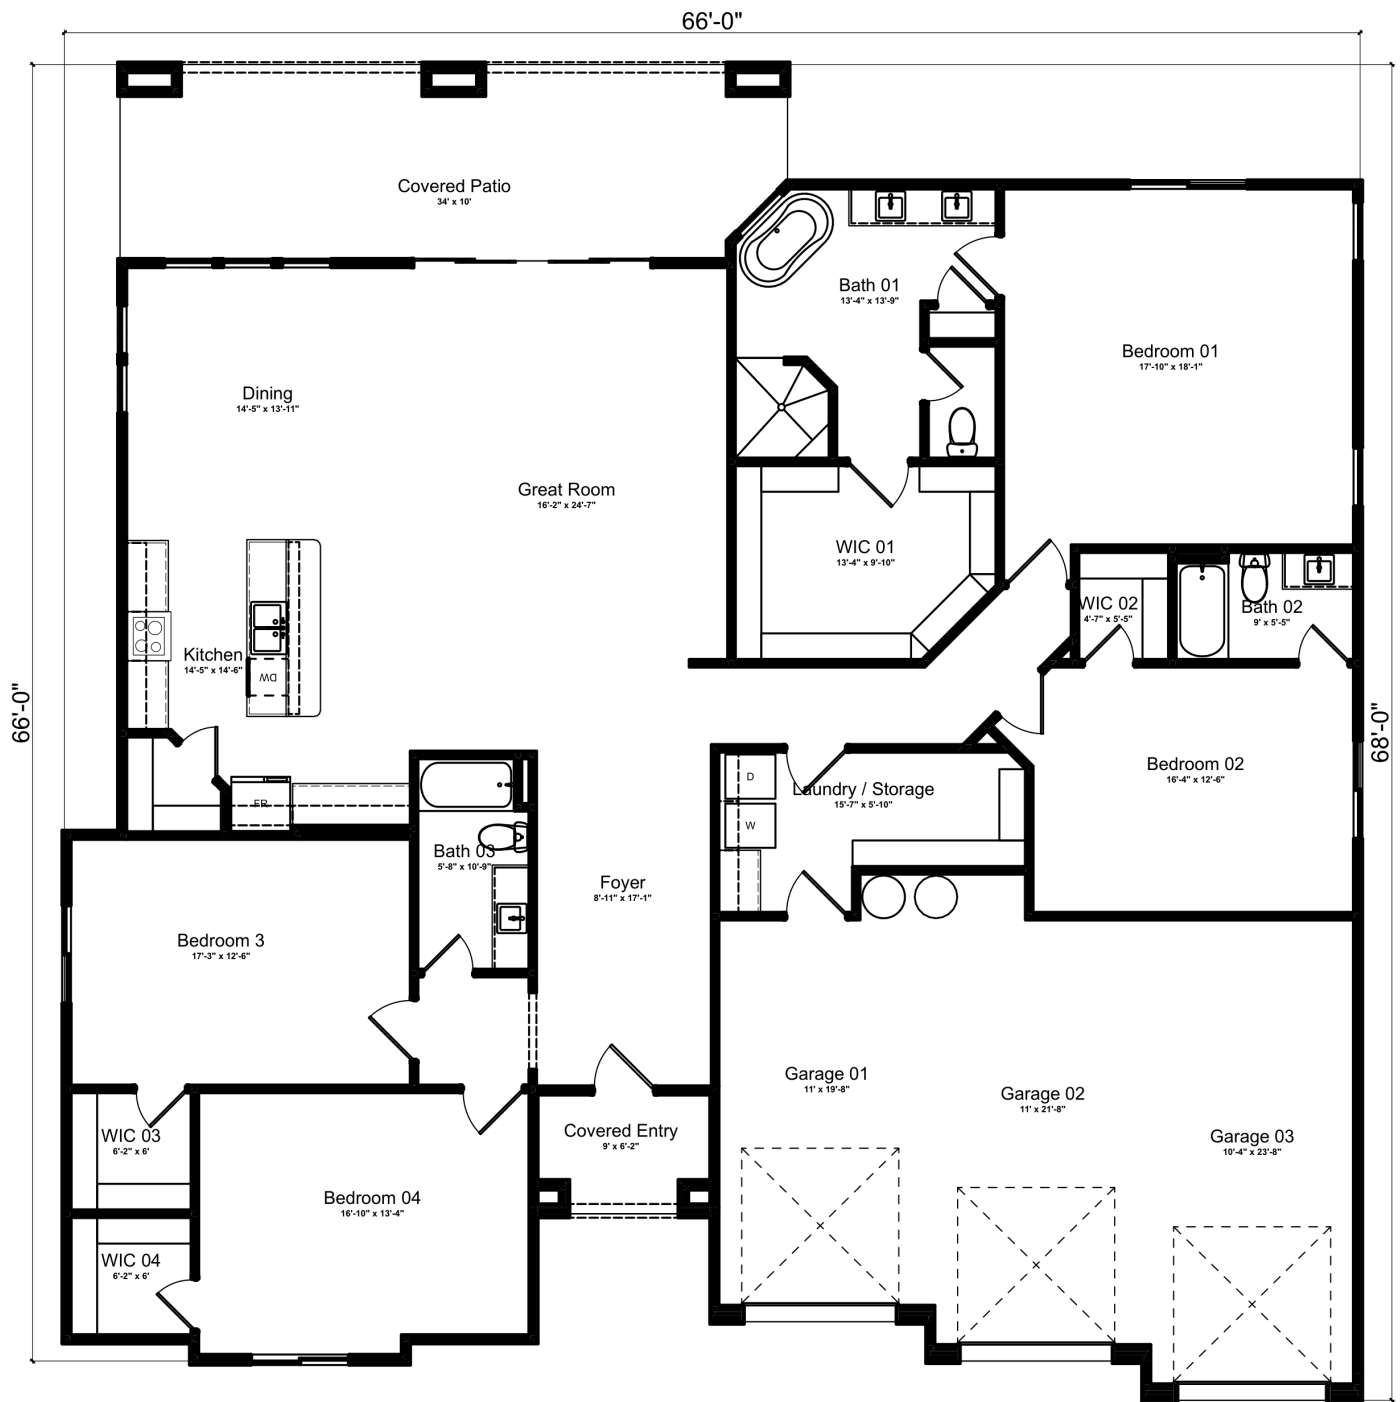 66'-0"
Covered Patio
34' x 10'
Bath 01
13'-4" x 13'-9"
Bedroom 01
17'-10" x 18'-1"
Dining
14'-5" x 13'-11"
Great Room
16'-2" x 24'-7"
WIC 01
13'-4" x 9'-10"
WIC 02
4'-7" x 5'-5"
Bath 02
9' x 5'-5"
Kitchen
14'-5" x 14'-6"
DW
66'-0"
68'-0"
Bedroom 02
16'-4" x 12'-6"
D
Laundry / Storage
15'-7" x 5'-10"
W
FR
Bath 03
5'-8" x 10'-9"
Foyer
8'-11" x 17'-1"
Bedroom 3
17'-3" x 12'-6"
Garage 01
11' x 19'-8"
Garage 02
11' x 21'-8"
Garage 03
10'-4" x 23'-8"
WIC 03
6'-2" x 6'
Covered Entry
9' x 6'-2"
Bedroom 04
16'-10" x 13'-4"
WIC 04
6'-2" x 6'